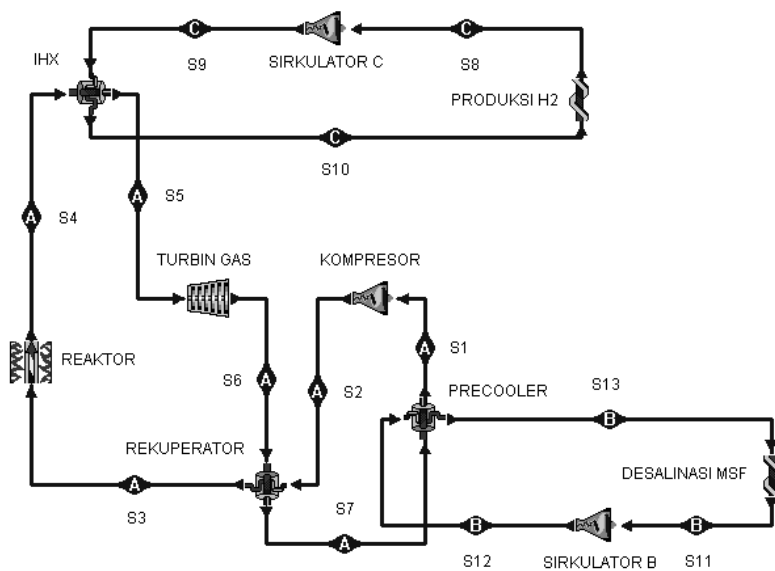 C
C
S9
SIRKULATOR C
S8
IHX
PRODUKSI H2
C
S10
A
S4
A
S5
TURBIN GAS
KOMPRESOR
A
S1
REAKTOR
S6
A
A
S2
PRECOOLER
S13
B
REKUPERATOR
DESALINASI MSF
A
S3
S7
A
B
B
S12
SIRKULATOR B
S11